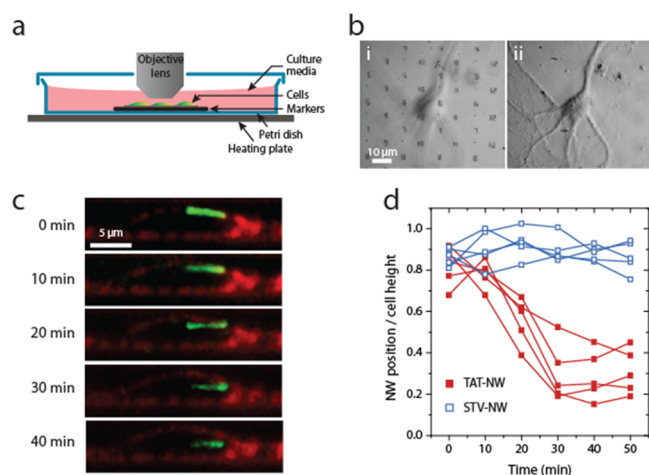 a
Objective
lens
Culture
media
Cells
Markers
Petri dish
Heating plate
b
i
ii
10 μm
c
0 min
5 μm
10 min
20 min
30 min
40 min
d
NW position / cell height
1.0
0.8
0.6
0.4
0.2
0.0
TAT-NW
STV-NW
0 10 20 30 40 50
Time (min)